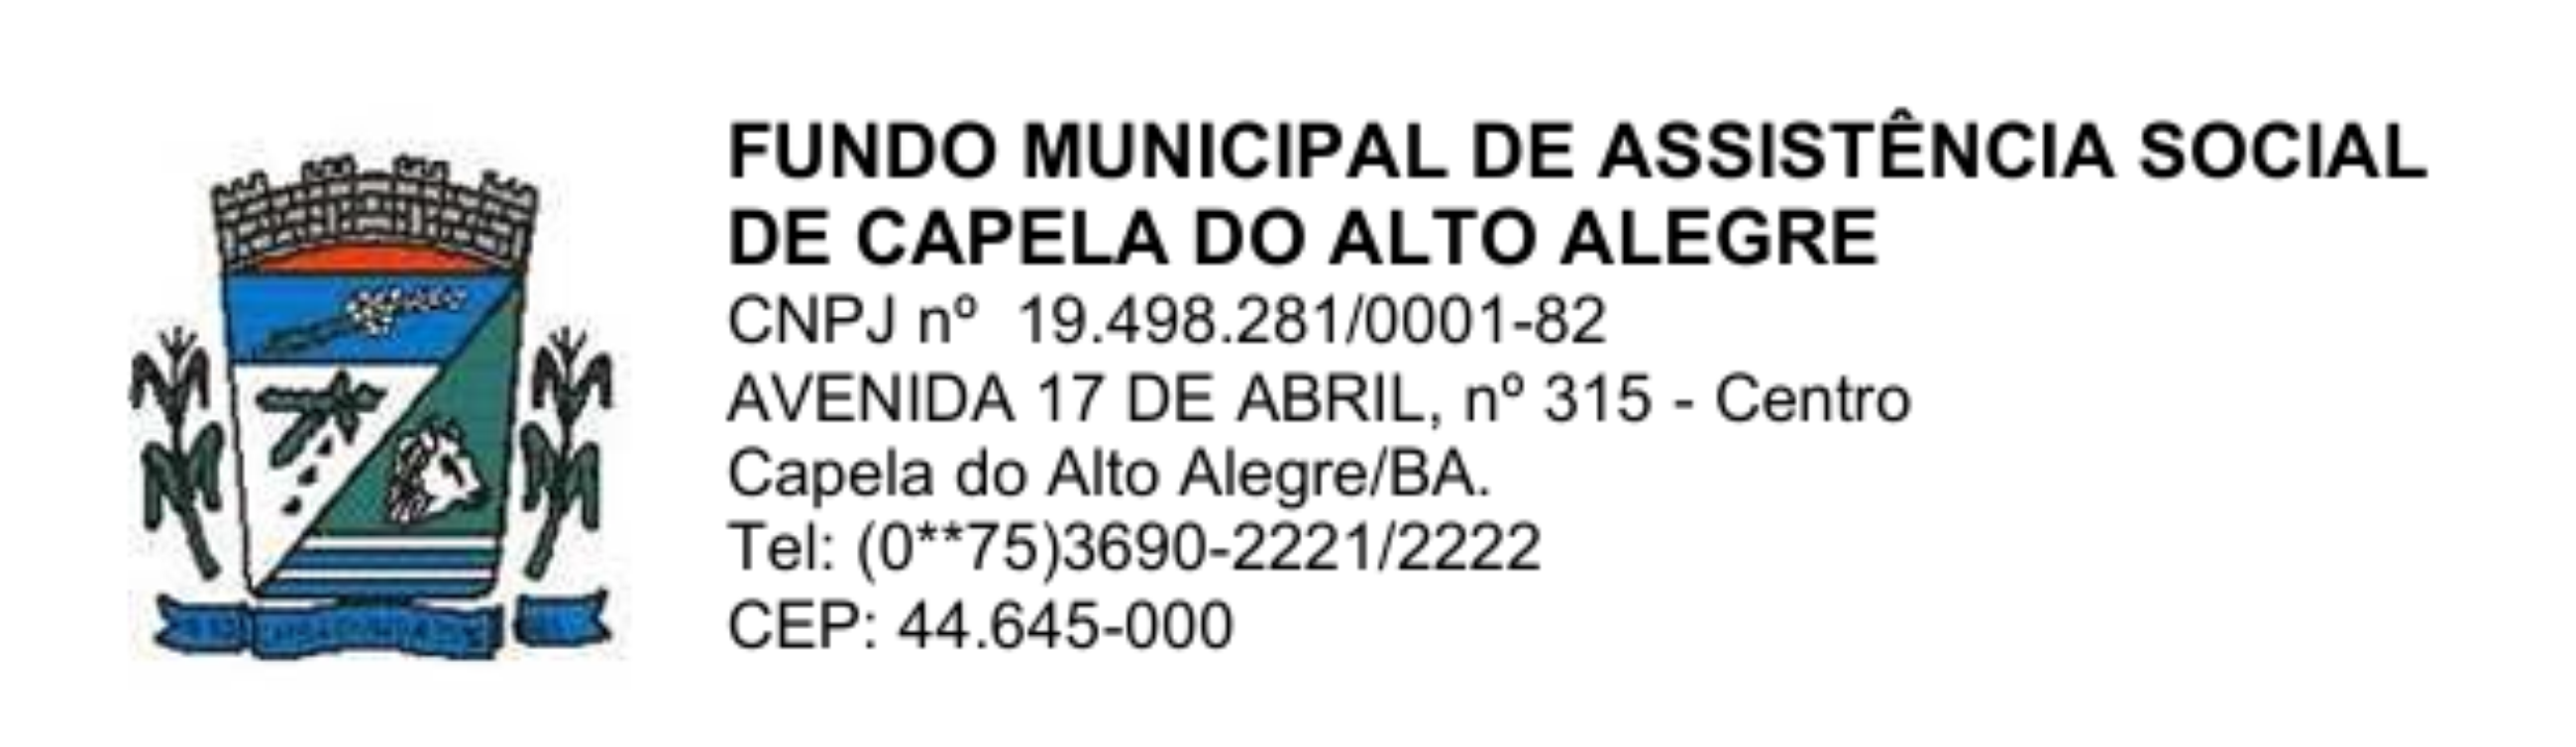 FUNDO MUNICIPAL DE ASSISTÊNCIA SOCIAL
DE CAPELA DO ALTO ALEGRE
CNPJ nº 19.498.281/0001-82
AVENIDA 17 DE ABRIL, nº 315 - Centro
Capela do Alto Alegre/BA.
Tel: (0**75)3690-2221/2222
CEP: 44.645-000